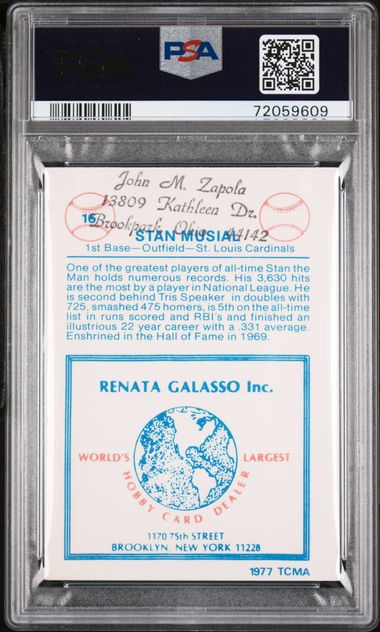 PSA
PSA
72059609
John M. Zapola
13809 Kathleen Dr.
Brookpark, Ohio 44142
16
STAN MUSIAL
1st Base—Outfield—St. Louis Cardinals
One of the greatest players of all-time Stan the
Man holds numerous records. His 3,630 hits
are the most by a player in National League. He
is second behind Tris Speaker in doubles with
725, smashed 475 homers, is 5th on the all-time
list in runs scored and RBI's and finished an
illustrious 22 year career with a .331 average.
Enshrined in the Hall of Fame in 1969.
RENATA GALASSO Inc.
WORLD'S LARGEST
HOBBY CARD DEALER
1170 75th STREET
BROOKLYN, NEW YORK 11228
1977 TCMA